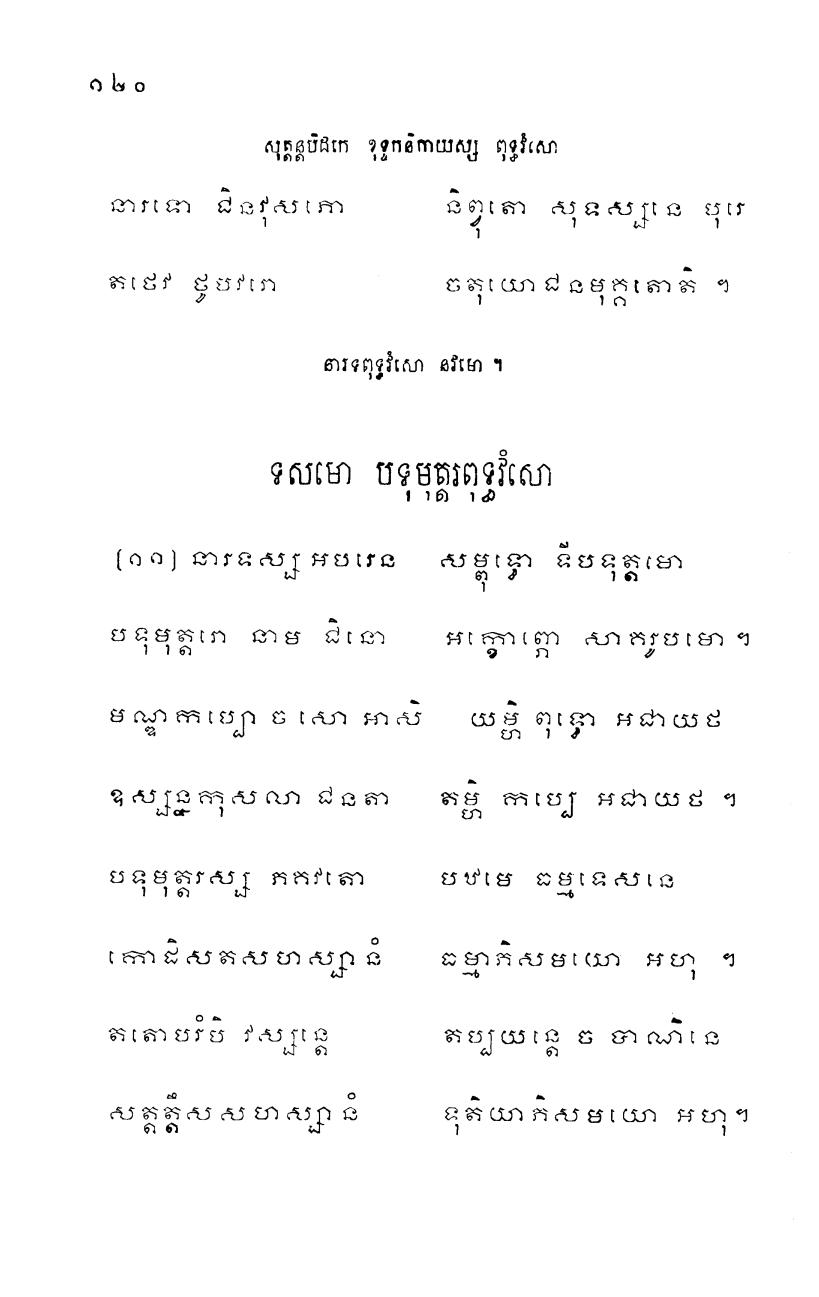 ១២០
សុត្តន្តបិដកេ ខុទ្ទកនិកាយស្ស ពុទ្ធវំសោ
នារទោ ជិនវុសភោ និព្វុតោ សុទស្សនេ បុរេ
តថេវ ថូបវរោ ចតុយោជនមុគ្គតោតិ ។
នារទពុទ្ធវំសោ នវមោ ។
ទសមោ បទុមុត្តរពុទ្ធវំសោ
[១១] នារទស្ស អបរេន សម្ពុទ្ធោ ទីបទុត្តមោ
បទុមុត្តរោ នាម ជិនោ អក្ខោភោ្ភ សាគរូបមោ ។
មណ្ឌកប្បោ ច សោ អាសិ យម្ហិ ពុទ្ធោ អជាយថ
ឧស្សន្នកុសលា ជនតា តម្ហិ កប្បេ អជាយថ ។
បទុមុត្តរស្ស ភគវតោ បឋមេ ធម្មទេសនេ
កោដិសតសហស្សានំ ធម្មាភិសមយោ អហុ ។
តតោបរំបិ វស្សន្តេ តប្បយន្តេ ច បាណិនេ
សត្តត្តឹសសហស្សានំ ទុតិយាភិសមយោ អហុ។